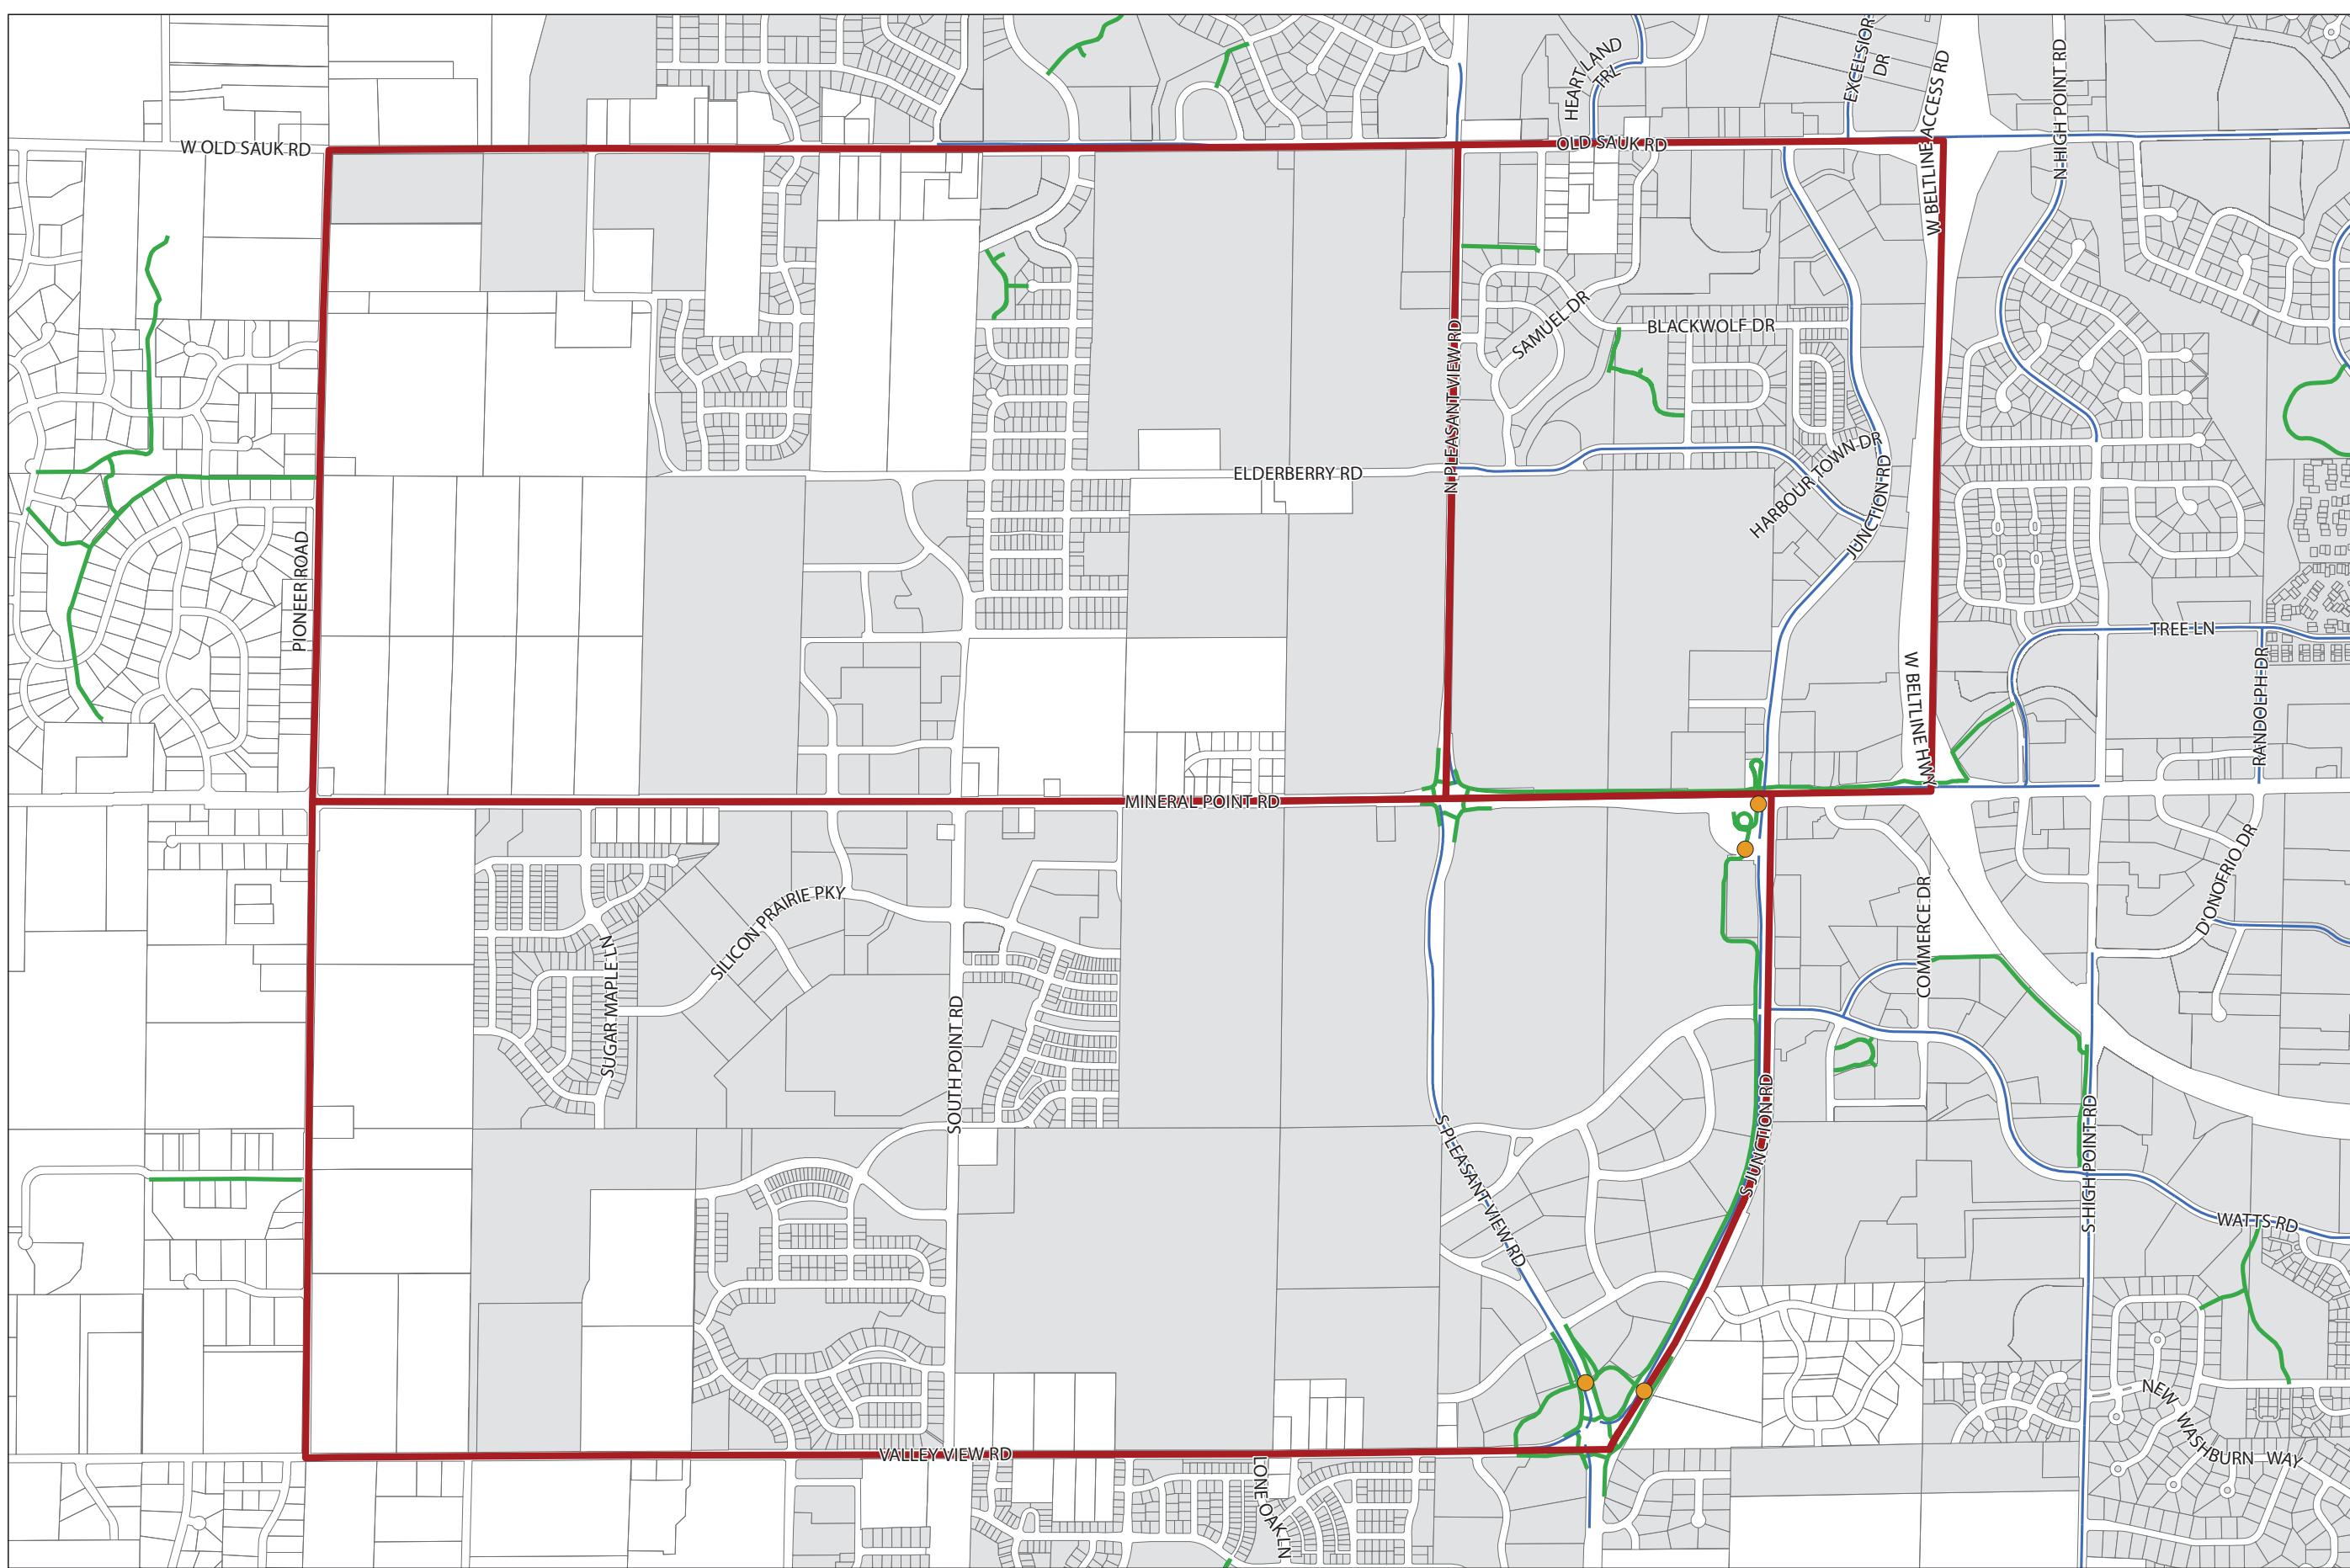 HEART LAND
TRL
EXCELSIOR
DR
W BELTLINE ACCESS RD
N HIGH POINT RD
W OLD SAUK RD
OLD SAUK RD
SAMUEL DR
BLACKWOLF DR
N PLEASANT VIEW RD
ELDERBERRY RD
HARBOUR TOWN DR
JUNCTION RD
PIONEER ROAD
TREE LN
W BELTLINE HWY
RANDOLPH DR
MINERAL POINT RD
SILICON PRAIRIE PKY
SUGAR MAPLE LN
COMMERCE DR
D'ONOFRIO DR
SOUTH POINT RD
S PLEASANT VIEW RD
S JUNCTION RD
S HIGH POINT RD
WATTS RD
NEW WASHBURN WAY
VALLEY VIEW RD
LONE OAK LN